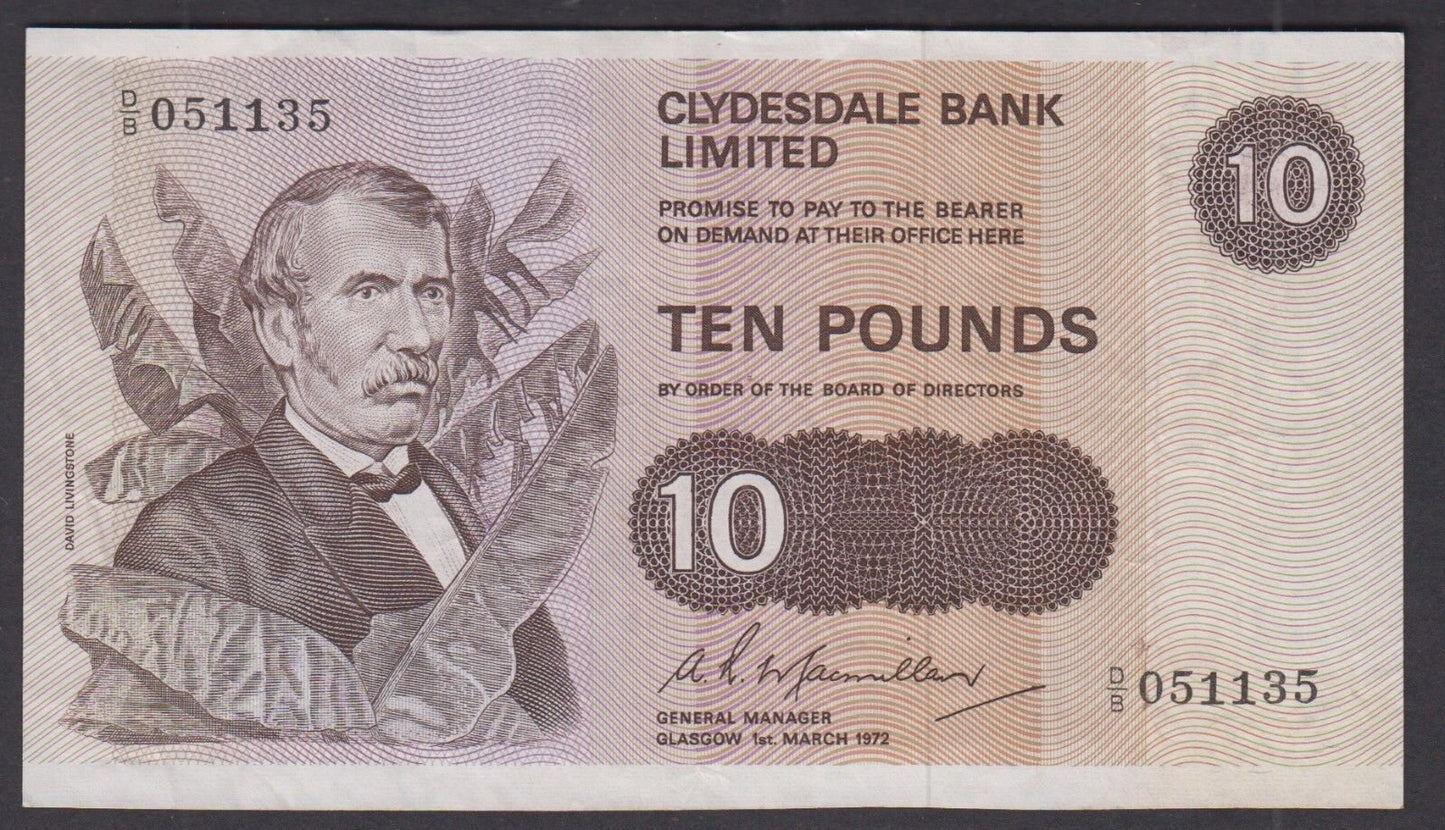 D/B 051135
CLYDESDALE BANK
LIMITED
10
PROMISE TO PAY TO THE BEARER
ON DEMAND AT THEIR OFFICE HERE
TEN POUNDS
BY ORDER OF THE BOARD OF DIRECTORS
DAVID LIVINGSTONE
10
A. R. Macmillan
D/B 051135
GENERAL MANAGER
GLASGOW 1st. MARCH 1972